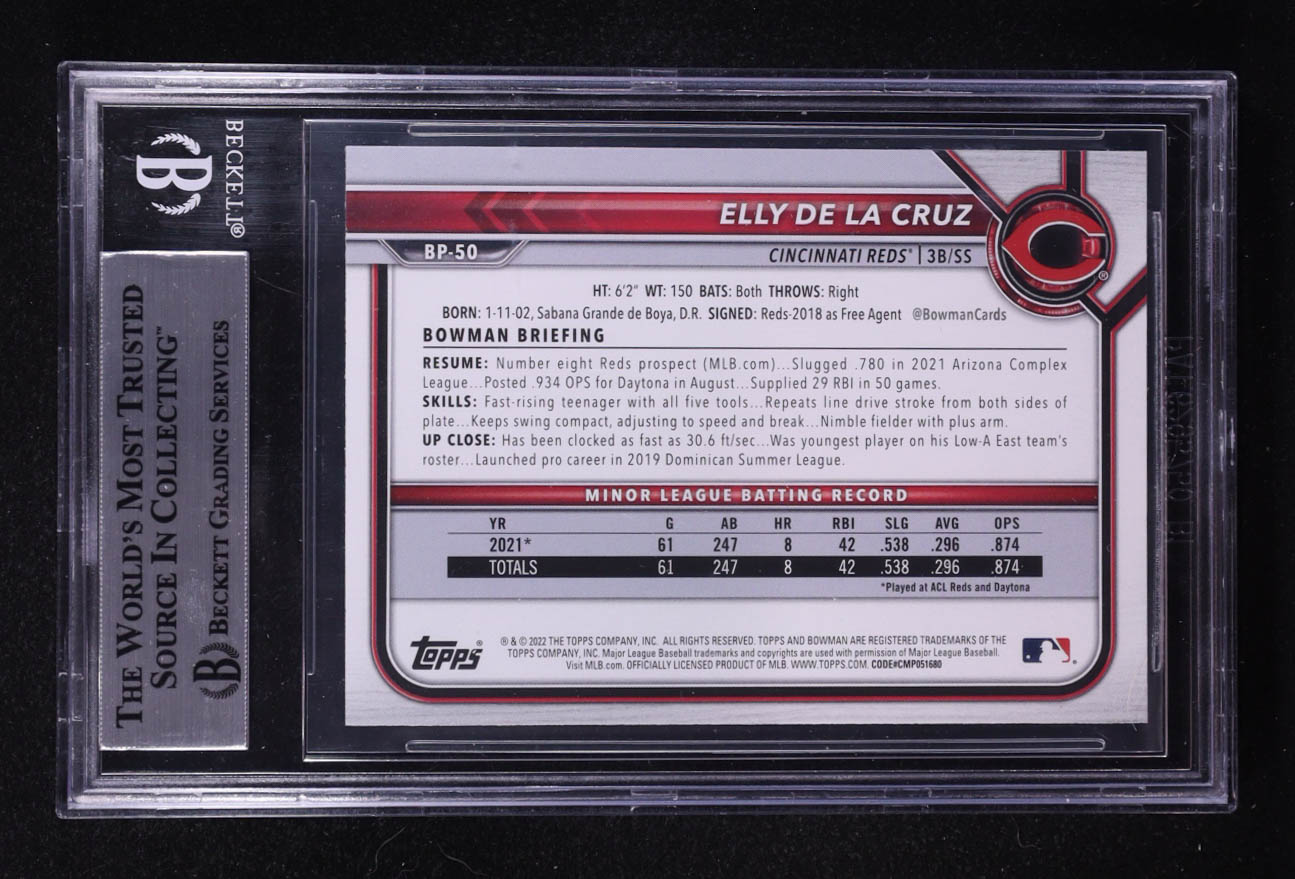 BECKETT®
THE WORLD'S MOST TRUSTED
SOURCE IN COLLECTING™
BECKETT GRADING SERVICES
ELLY DE LA CRUZ
BP-50
CINCINNATI REDS® | 3B/SS
HT: 6'2" WT: 150 BATS: Both THROWS: Right
BORN: 1-11-02, Sabana Grande de Boya, D.R. SIGNED: Reds-2018 as Free Agent @BowmanCards
BOWMAN BRIEFING
RESUME: Number eight Reds prospect (MLB.com)...Slugged .780 in 2021 Arizona Complex
League...Posted .934 OPS for Daytona in August...Supplied 29 RBI in 50 games.
SKILLS: Fast-rising teenager with all five tools...Repeats line drive stroke from both sides of
plate...Keeps swing compact, adjusting to speed and break...Nimble fielder with plus arm.
UP CLOSE: Has been clocked as fast as 30.6 ft/sec...Was youngest player on his Low-A East team's
roster...Launched pro career in 2019 Dominican Summer League.
MINOR LEAGUE BATTING RECORD
YR G AB HR RBI SLG AVG OPS
2021* 61 247 8 42 .538 .296 .874
TOTALS 61 247 8 42 .538 .296 .874
*Played at ACL Reds and Daytona
Topps®
® & © 2022 THE TOPPS COMPANY, INC. ALL RIGHTS RESERVED. TOPPS AND BOWMAN ARE REGISTERED TRADEMARKS OF THE
TOPPS COMPANY, INC. Major League Baseball trademarks and copyrights are used with permission of Major League Baseball.
Visit MLB.com. OFFICIALLY LICENSED PRODUCT OF MLB. WWW.TOPPS.COM. CODE#CMP051680